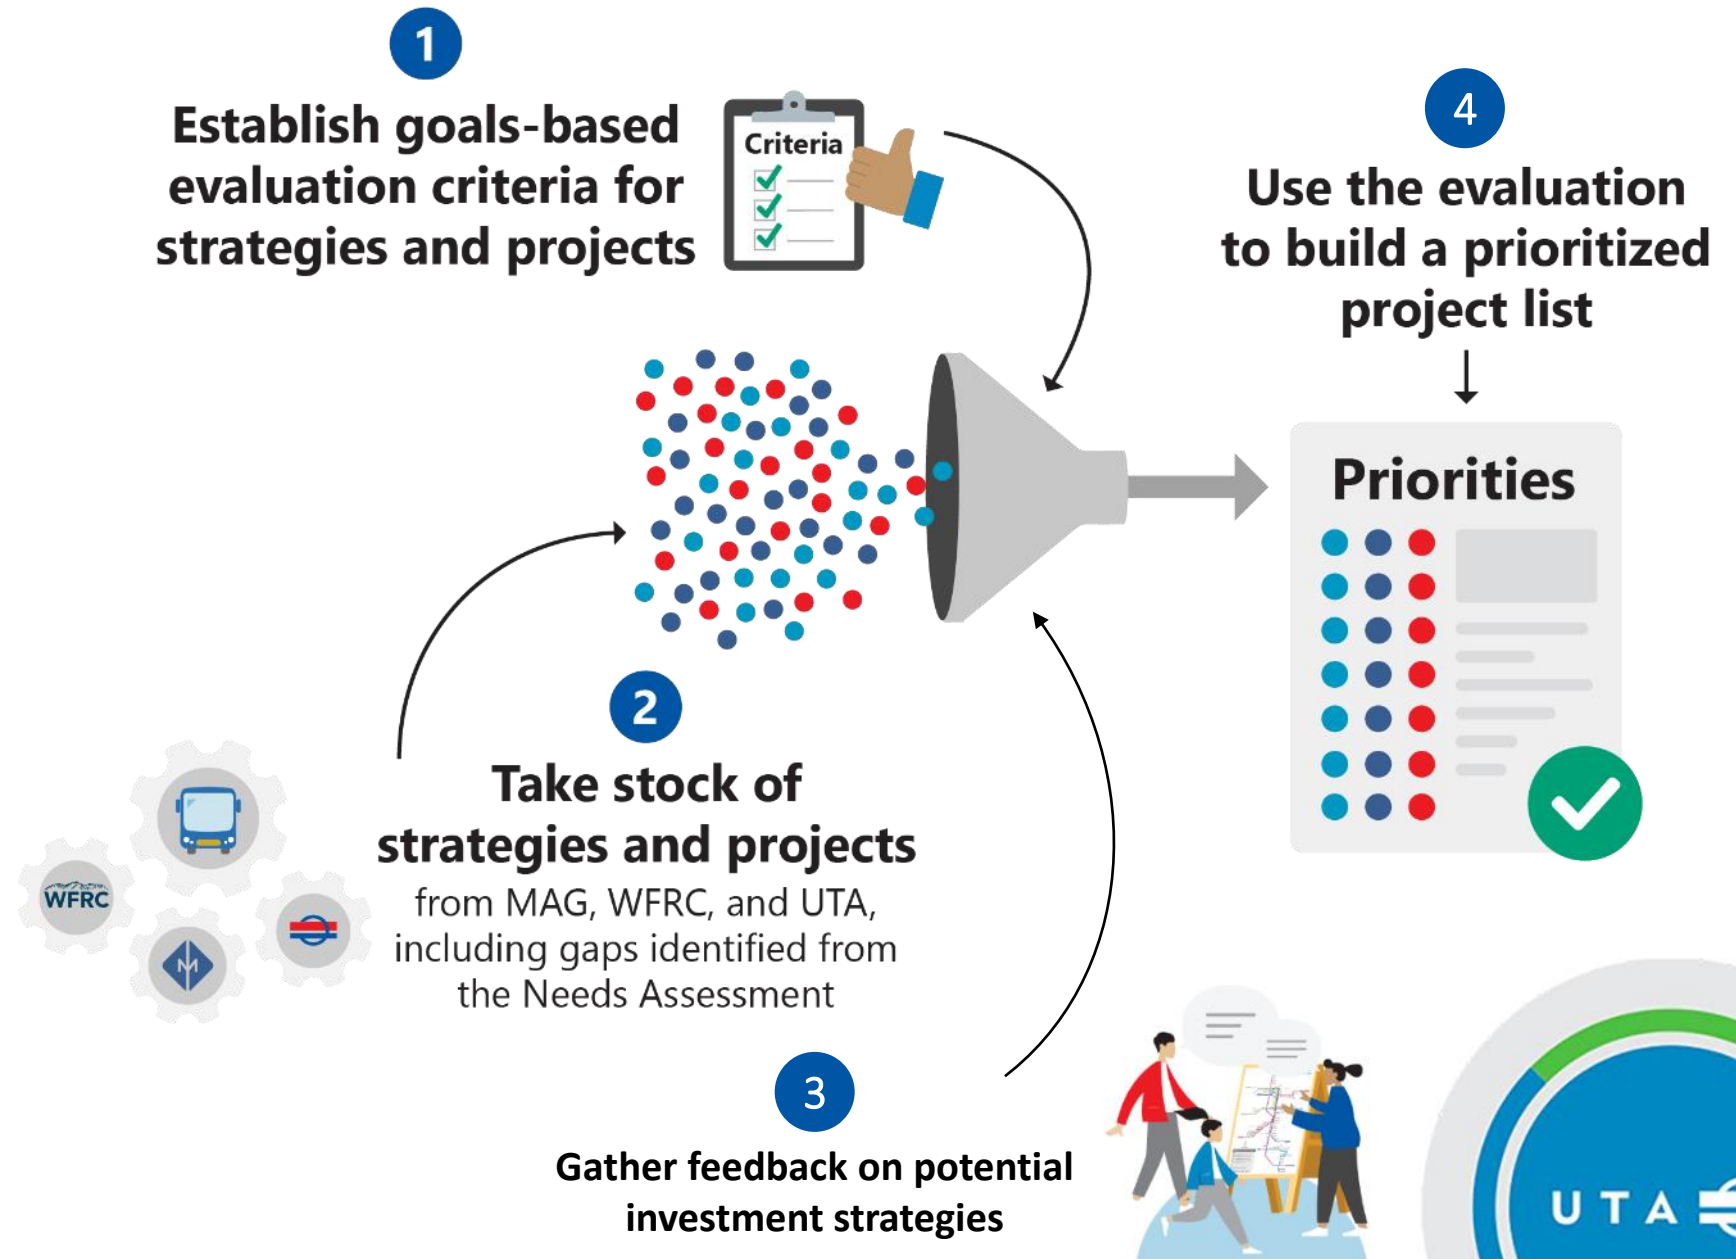 1
Establish goals-based
evaluation criteria for
strategies and projects
Criteria
4
Use the evaluation
to build a prioritized
project list
Priorities
2
Take stock of
strategies and projects
from MAG, WFRC, and UTA,
including gaps identified from
the Needs Assessment
WFRC
M
3
Gather feedback on potential
investment strategies
UTA